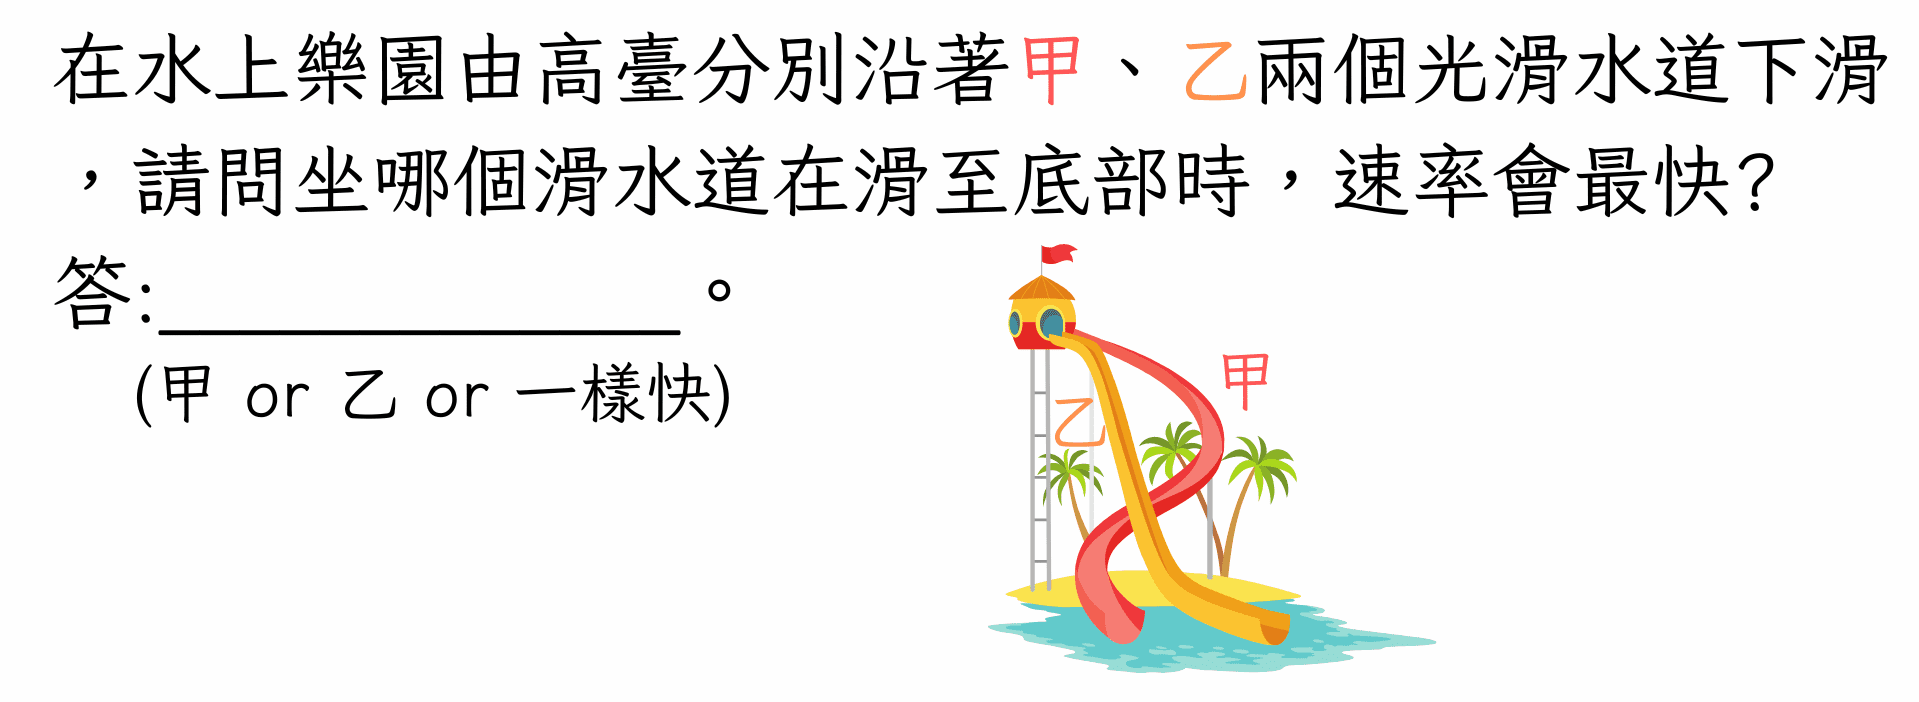 在水上樂園由高臺分別沿著甲、乙兩個光滑水道下滑
，請問坐哪個滑水道在滑至底部時，速率會最快?
答:＿＿＿＿＿＿＿。
(甲 or 乙 or 一樣快)
甲
乙